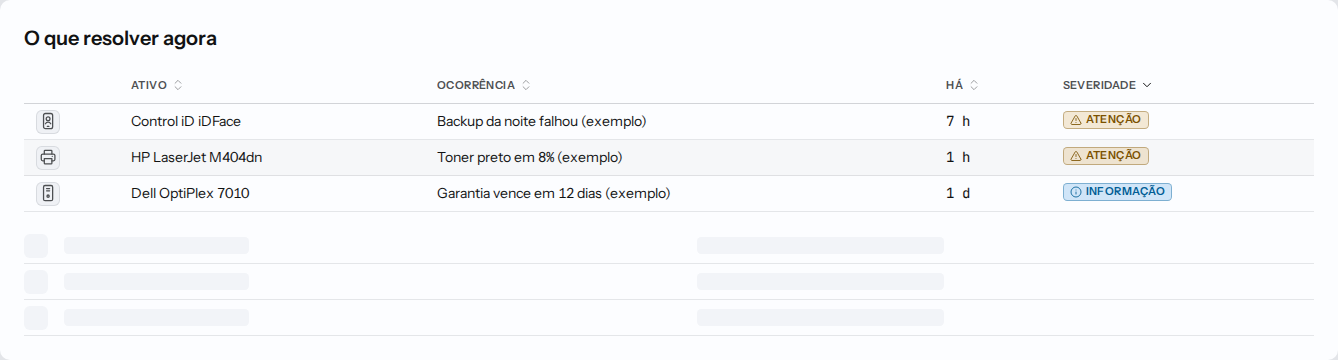 O que resolver agora
ATIVO OCORRÊNCIA HÁ SEVERIDADE
Control iD iDFace Backup da noite falhou (exemplo) 7 h ATENÇÃO
HP LaserJet M404dn Toner preto em 8% (exemplo) 1 h ATENÇÃO
Dell OptiPlex 7010 Garantia vence em 12 dias (exemplo) 1 d INFORMAÇÃO